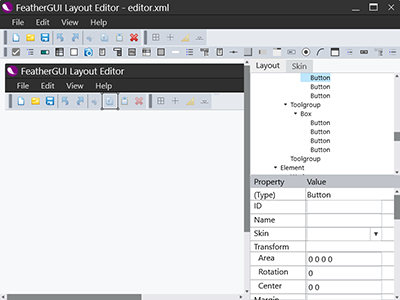 FeatherGUI Layout Editor - editor.xml
File Edit View Help
FeatherGUI Layout Editor
File Edit View Help
Layout Skin
Button
Button
Button
Toolgroup
Box
Button
Button
Button
Button
Toolgroup
Element
Property Value
(Type) Button
ID
Name
Skin
Transform
Area 0 0 0 0
Rotation 0
Center 0 0
Margin